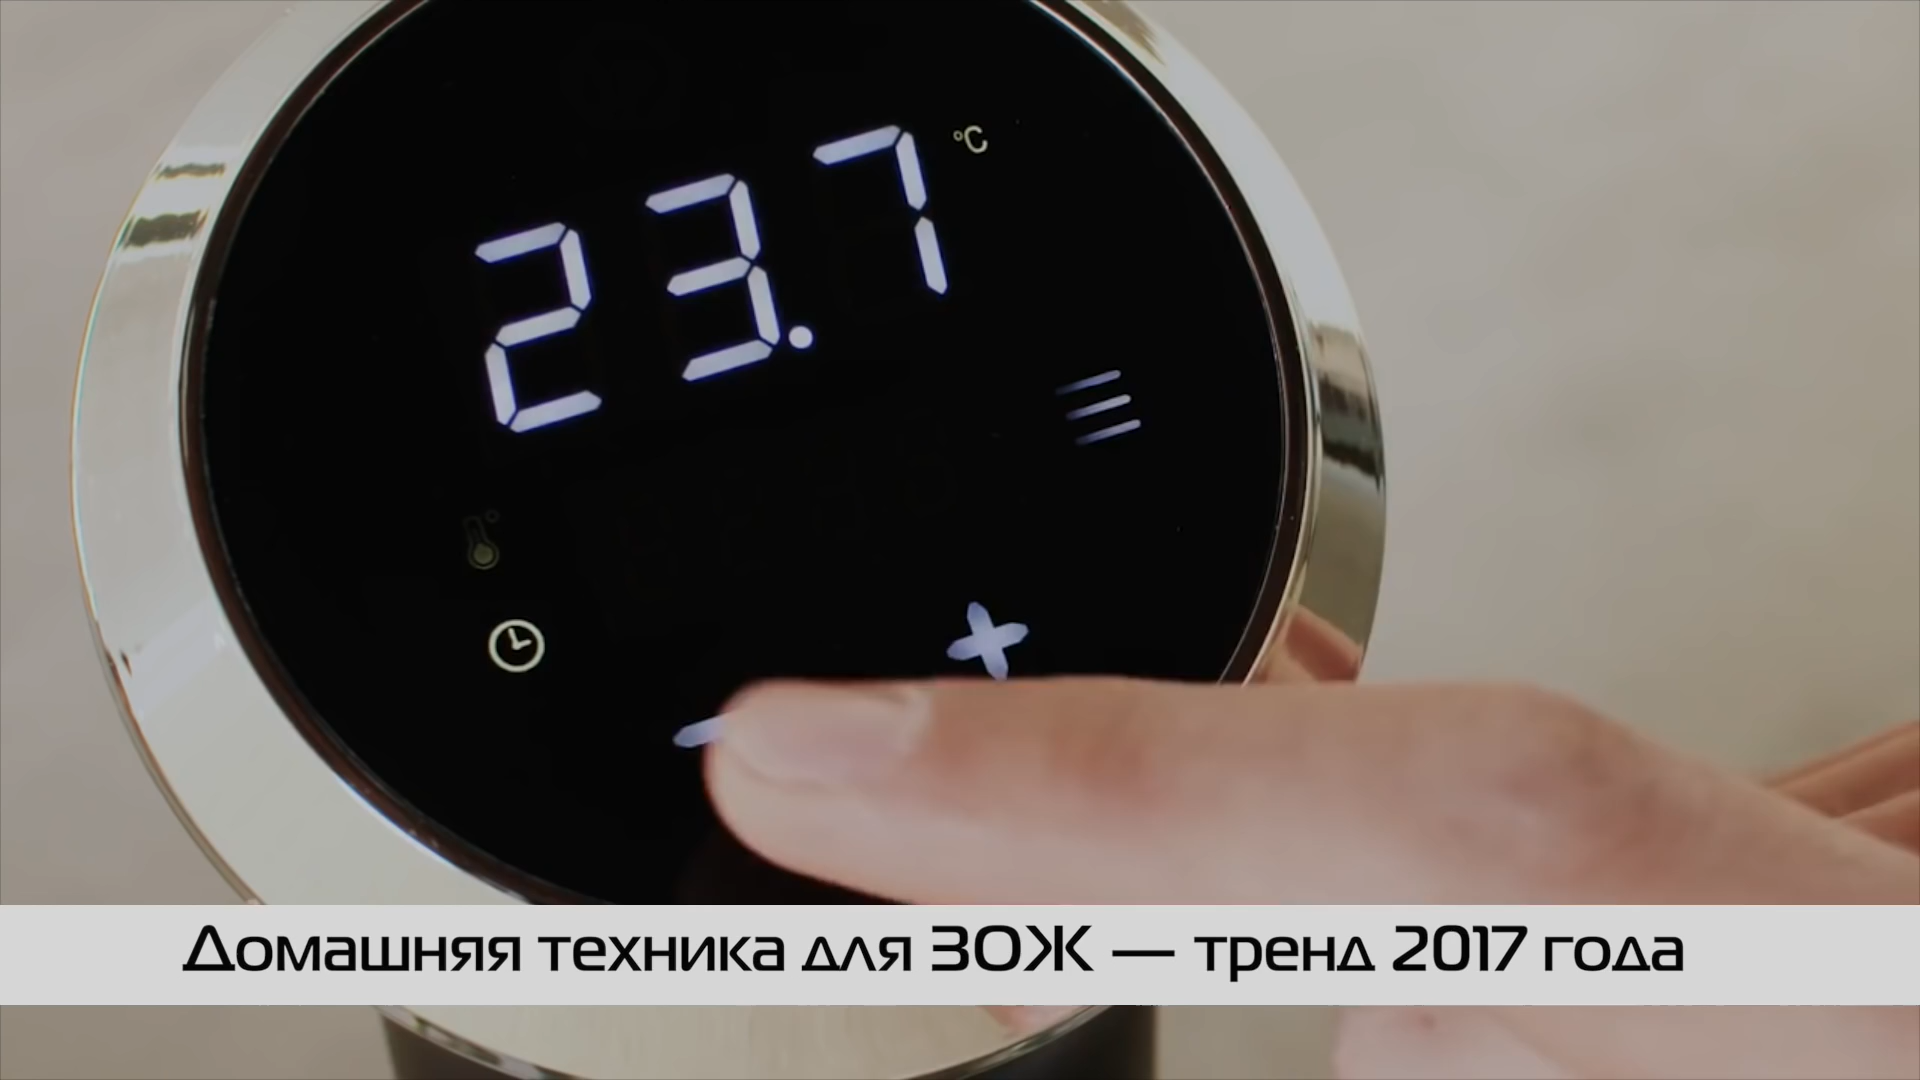 23.7 °C
Домашняя техника для ЗОЖ — тренд 2017 года